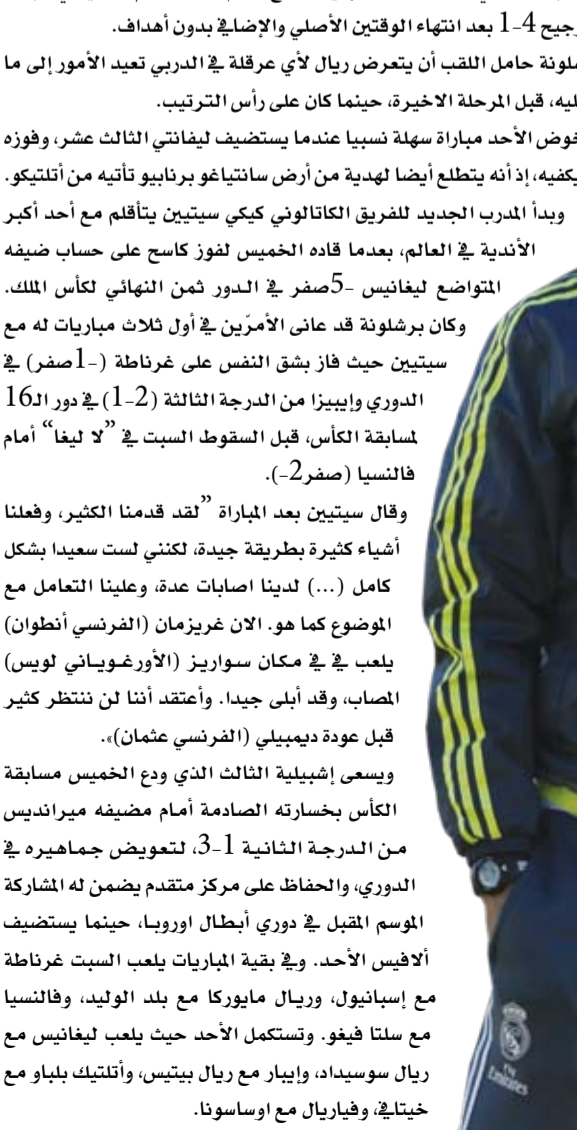 رجيح 4-1 بعد انتهاء الوقتين الأصلي والإضافي بدون أهداف.
شلونة حامل اللقب أن يتعرض ريال لأي عرقلة في الدربي تعيد الأمور إلى ما
ليه، قبل المرحلة الاخيرة، حينما كان على رأس الترتيب.
خوض الأحد مباراة سهلة نسبيا عندما يستضيف ليفانتي الثالث عشر، وفوزه
يكفيه، إذ أنه يتطلع أيضا لهدية من أرض سانتياغو برنابيو تأتيه من أتلتيكو.
وبدأ المدرب الجديد للفريق الكاتالوني كيكي سيتيين يتأقلم مع أحد أكبر
الأندية في العالم، بعدما قاده الخميس لفوز كاسح على حساب ضيفه
المتواضع ليغانيس -5صفر في الدور ثمن النهائي لكأس الملك.
وكان برشلونة قد عانى الأمرّين في أول ثلاث مباريات له مع
سيتيين حيث فاز بشق النفس على غرناطة (-1صفر) في
الدوري وإيبيزا من الدرجة الثالثة (2-1) في دور الـ16
لمسابقة الكأس، قبل السقوط السبت في ”لا ليغا“ أمام
فالنسيا (صفر2-).
وقال سيتيين بعد المباراة ”لقد قدمنا الكثير، وفعلنا
أشياء كثيرة بطريقة جيدة، لكنني لست سعيدا بشكل
كامل (...) لدينا اصابات عدة، وعلينا التعامل مع
الموضوع كما هو. الان غريزمان (الفرنسي أنطوان)
يلعب في في مكان سواريز (الأورغوياني لويس)
المصاب، وقد أبلى جيدا. وأعتقد أننا لن ننتظر كثير
قبل عودة ديمبيلي (الفرنسي عثمان)».
ويسعى إشبيلية الثالث الذي ودع الخميس مسابقة
الكأس بخسارته الصادمة أمام مضيفه ميرانديس
من الدرجة الثانية 1-3، لتعويض جماهيره في
الدوري، والحفاظ على مركز متقدم يضمن له المشاركة
الموسم المقبل في دوري أبطال اوروبا، حينما يستضيف
ألافيس الأحد. وفي بقية المباريات يلعب السبت غرناطة
مع إسبانيول، وريال مايوركا مع بلد الوليد، وفالنسيا
مع سلتا فيغو. وتستكمل الأحد حيث يلعب ليغانيس مع
ريال سوسيداد، وإيبار مع ريال بيتيس، وأتلتيك بلباو مع
خيتافي، وفياريال مع اوساسونا.
Fly
Emirates